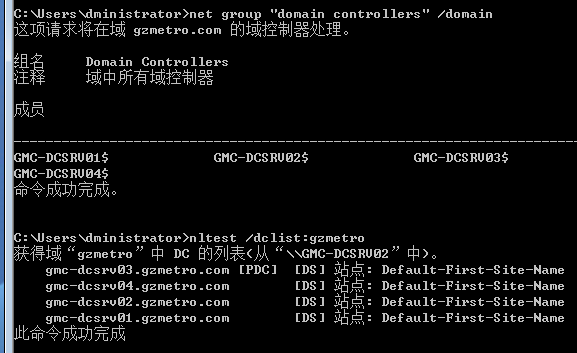 C:\Users\dministrator>net group "domain controllers" /domain
这项请求将在域 gzmetro.com 的域控制器处理。
组名 Domain Controllers
注释 域中所有域控制器
成员
-------------------------------------------------------------------------------
GMC-DCSRV01$ GMC-DCSRV02$ GMC-DCSRV03$
GMC-DCSRV04$
命令成功完成。
C:\Users\dministrator>nltest /dclist:gzmetro
获得域“gzmetro”中 DC 的列表(从“\\GMC-DCSRV02”中)。
gmc-dcsrv03.gzmetro.com [PDC] [DS] 站点: Default-First-Site-Name
gmc-dcsrv04.gzmetro.com [DS] 站点: Default-First-Site-Name
gmc-dcsrv02.gzmetro.com [DS] 站点: Default-First-Site-Name
gmc-dcsrv01.gzmetro.com [DS] 站点: Default-First-Site-Name
此命令成功完成